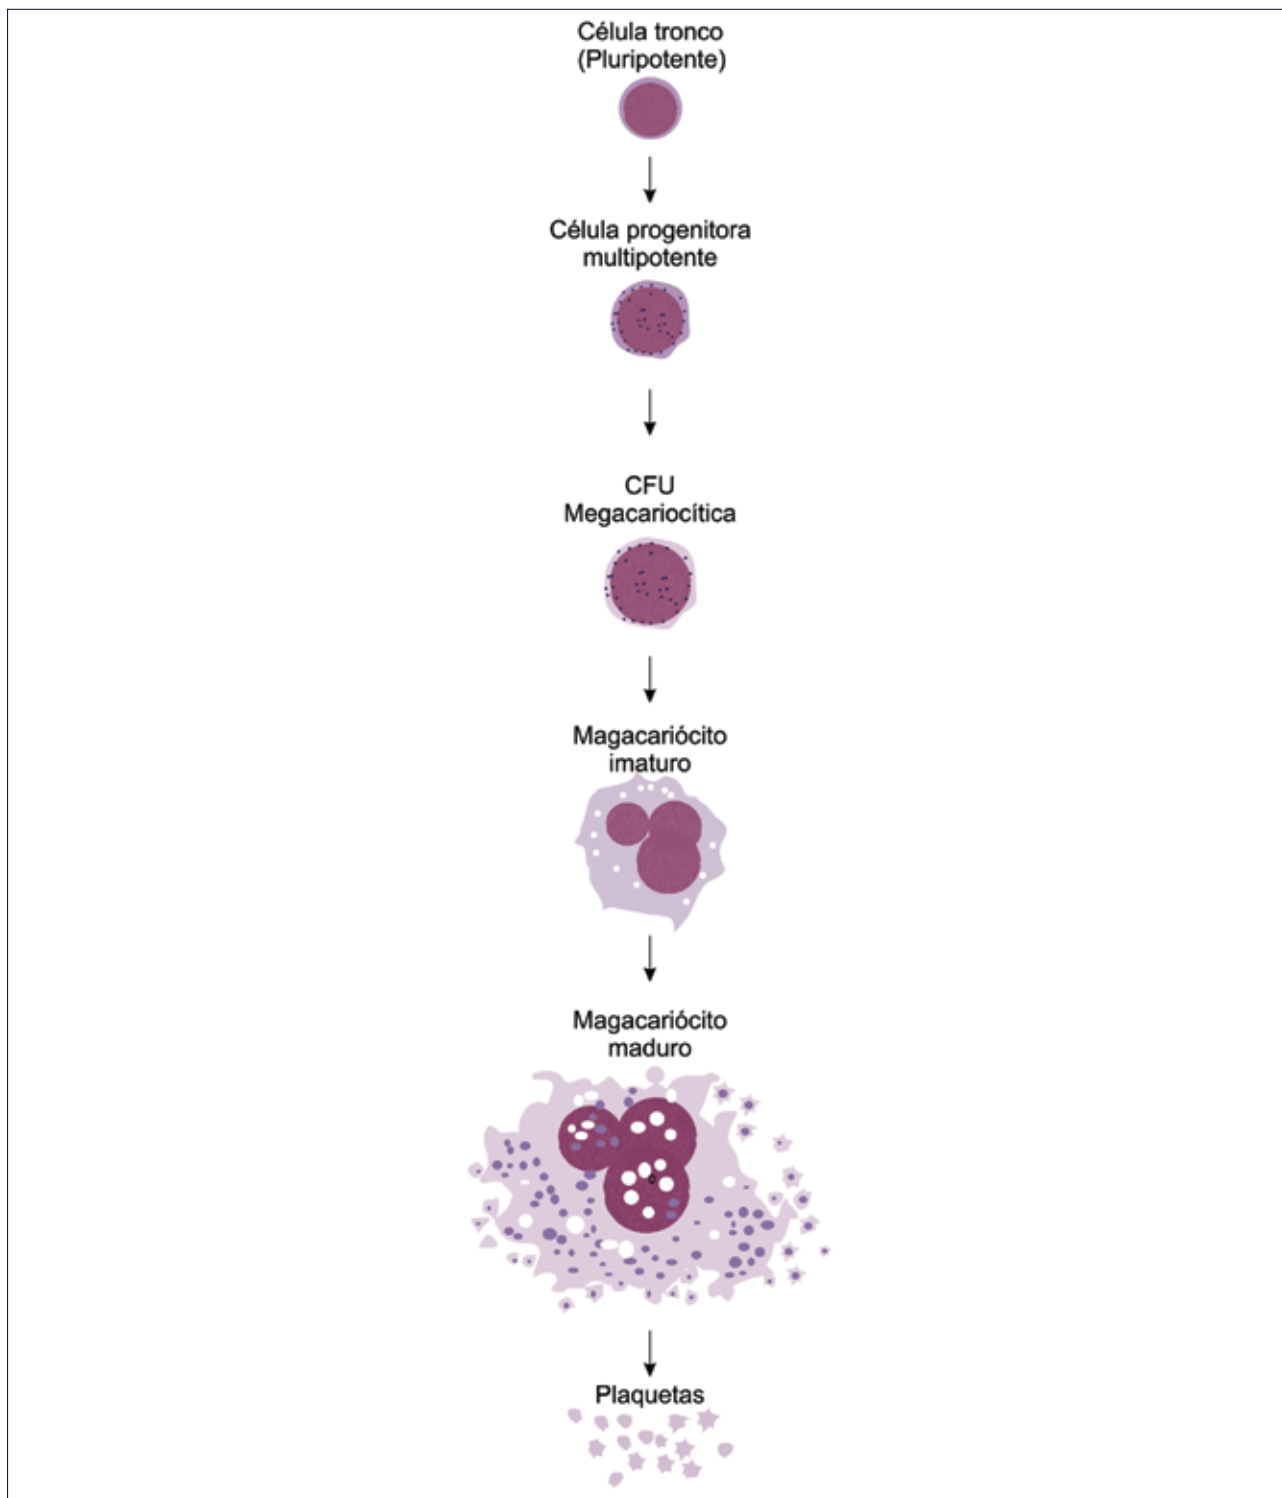 Célula tronco
(Pluripotente)
Célula progenitora
multipotente
CFU
Megacariocítica
Magacariócito
imaturo
Magacariócito
maduro
Plaquetas